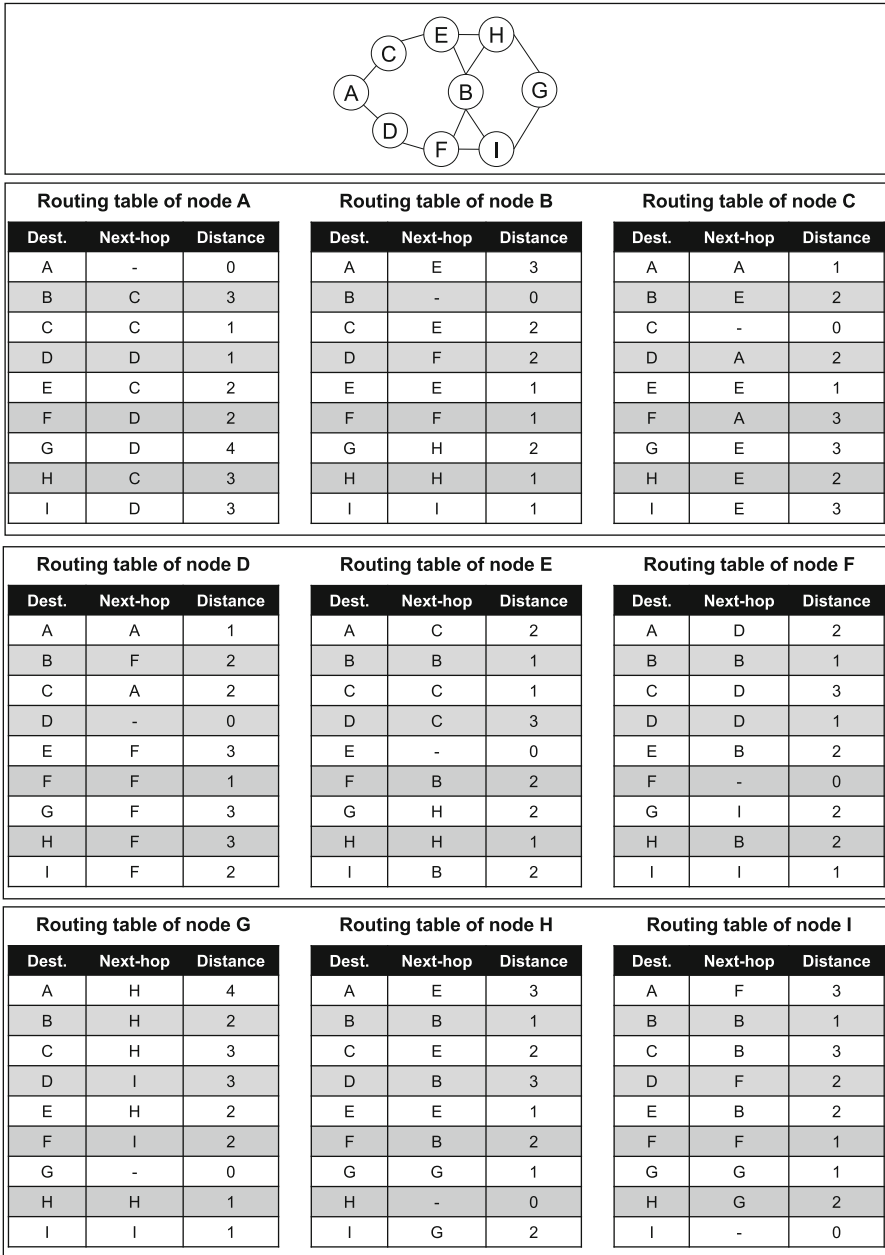 E H
C
A B G
D
F I
Routing table of node A Routing table of node B Routing table of node C
Dest. Next-hop Distance Dest. Next-hop Distance Dest. Next-hop Distance
A - 0 A E 3 A A 1
B C 3 B - 0 B E 2
C C 1 C E 2 C - 0
D D 1 D F 2 D A 2
E C 2 E E 1 E E 1
F D 2 F F 1 F A 3
G D 4 G H 2 G E 3
H C 3 H H 1 H E 2
I D 3 I I 1 I E 3
Routing table of node D Routing table of node E Routing table of node F
Dest. Next-hop Distance Dest. Next-hop Distance Dest. Next-hop Distance
A A 1 A C 2 A D 2
B F 2 B B 1 B B 1
C A 2 C C 1 C D 3
D - 0 D C 3 D D 1
E F 3 E - 0 E B 2
F F 1 F B 2 F - 0
G F 3 G H 2 G I 2
H F 3 H H 1 H B 2
I F 2 I B 2 I I 1
Routing table of node G Routing table of node H Routing table of node I
Dest. Next-hop Distance Dest. Next-hop Distance Dest. Next-hop Distance
A H 4 A E 3 A F 3
B H 2 B B 1 B B 1
C H 3 C E 2 C B 3
D I 3 D B 3 D F 2
E H 2 E E 1 E B 2
F I 2 F B 2 F F 1
G - 0 G G 1 G G 1
H H 1 H - 0 H G 2
I I 1 I G 2 I - 0